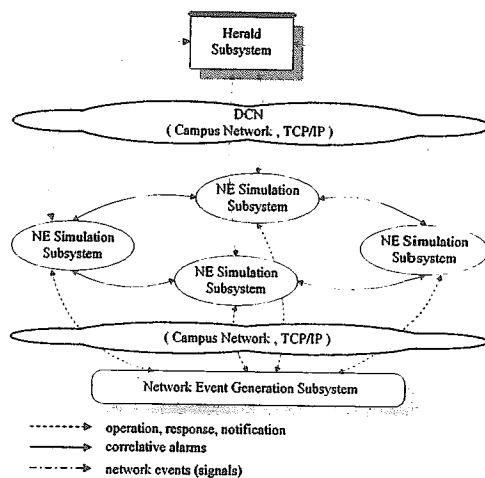 Herald
Subsystem
DCN
( Campus Network , TCP/IP )
NE Simulation
Subsystem
NE Simulation
Subsystem
NE Simulation
Subsystem
NE Simulation
Subsystem
( Campus Network , TCP/IP )
Network Event Generation Subsystem
operation, response, notification
correlative alarms
network events (signals)